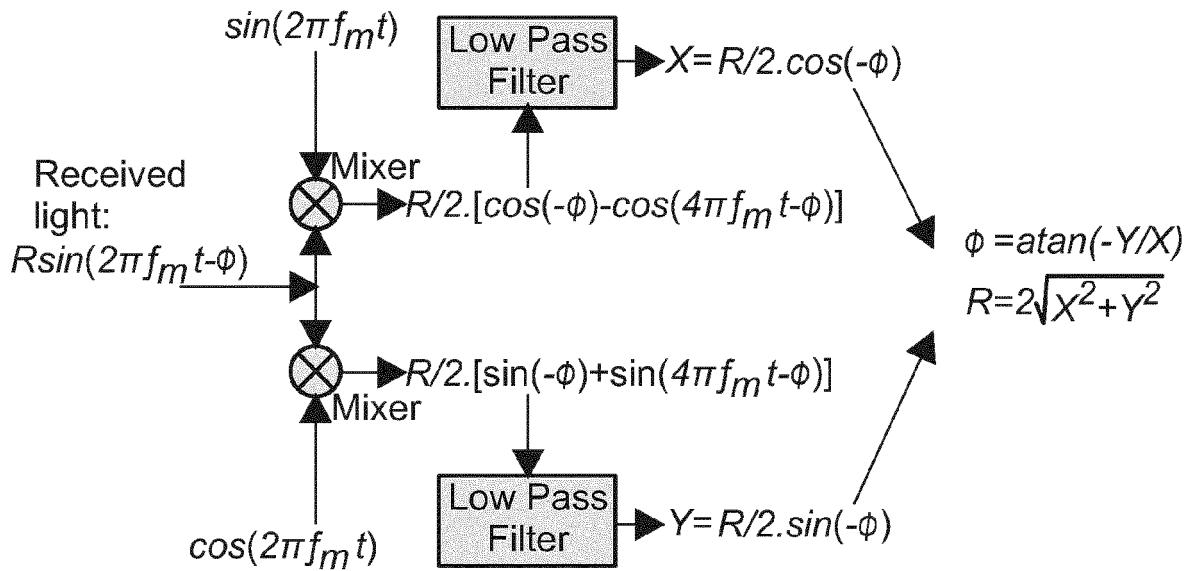 sin(2πfmt)
Low Pass
Filter
X=R/2.cos(-ϕ)
Mixer
Received
light:
Rsin(2πfmt-ϕ)
R/2.[cos(-ϕ)-cos(4πfmt-ϕ)]
ϕ=atan(-Y/X)
R=2√X²+Y²
R/2.[sin(-ϕ)+sin(4πfmt-ϕ)]
Mixer
Low Pass
Filter
Y=R/2.sin(-ϕ)
cos(2πfmt)